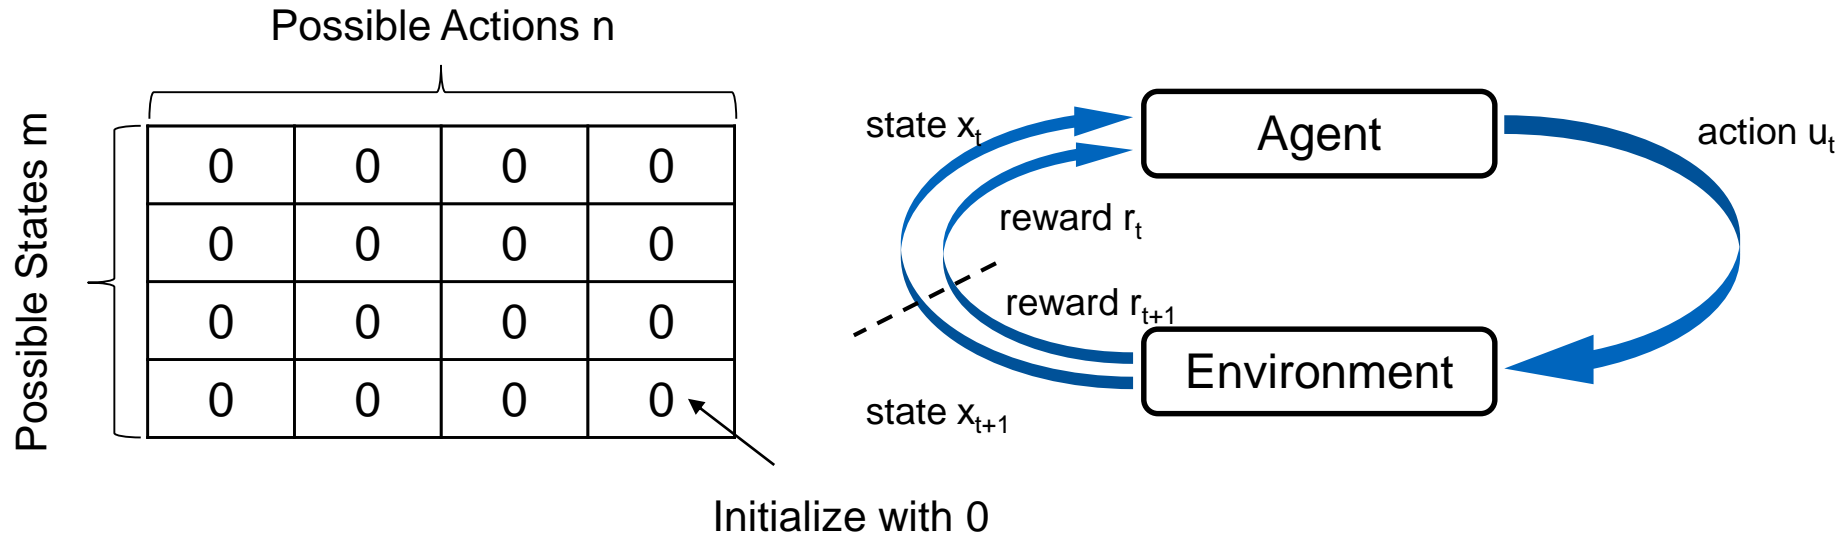 Possible Actions n
Possible States m
0 0 0 0
0 0 0 0
0 0 0 0
0 0 0 0
Initialize with 0
state xₜ
Agent
action uₜ
reward rₜ
reward rₜ₊₁
Environment
state xₜ₊₁